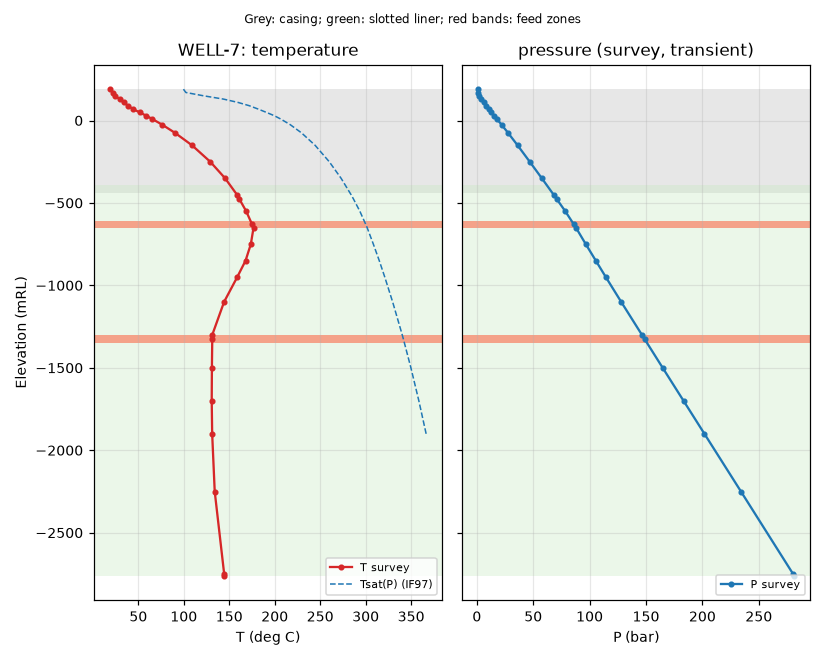 Grey: casing; green: slotted liner; red bands: feed zones
WELL-7: temperature
pressure (survey, transient)
Elevation (mRL)
0
−500
−1000
−1500
−2000
−2500
T survey
Tsat(P) (IF97)
P survey
50 100 150 200 250 300 350
0 50 100 150 200 250
T (deg C)
P (bar)